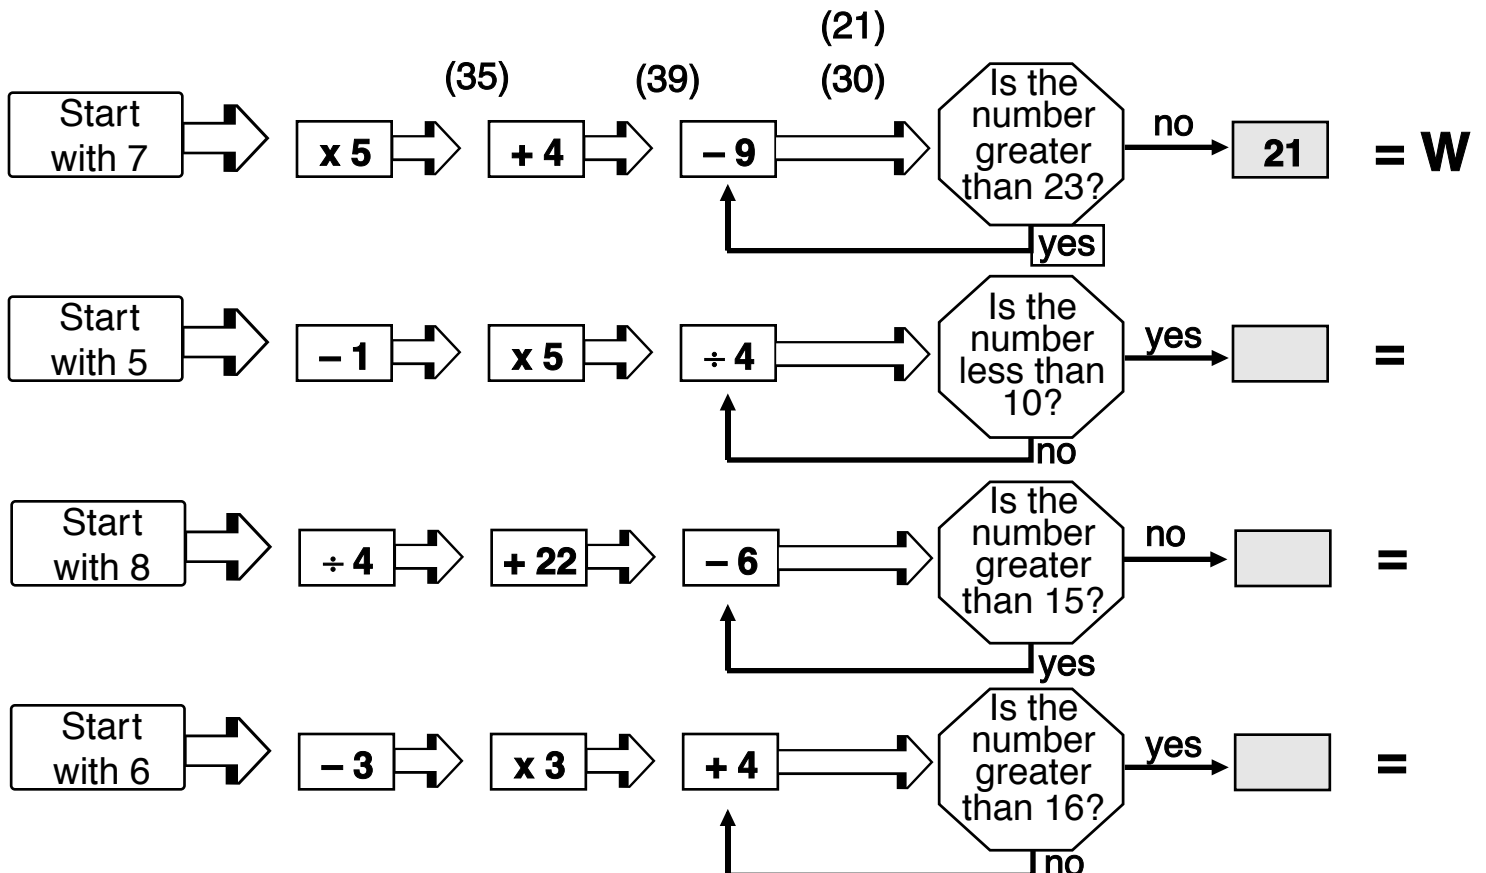 (21)
(35) (39) (30)
Start
with 7
x 5
+ 4
– 9
Is the
number
greater
than 23?
no
21
= W
yes
Start
with 5
– 1
x 5
÷ 4
Is the
number
less than
10?
yes
=
no
Start
with 8
÷ 4
+ 22
– 6
Is the
number
greater
than 15?
no
=
yes
Start
with 6
– 3
x 3
+ 4
Is the
number
greater
than 16?
yes
=
no